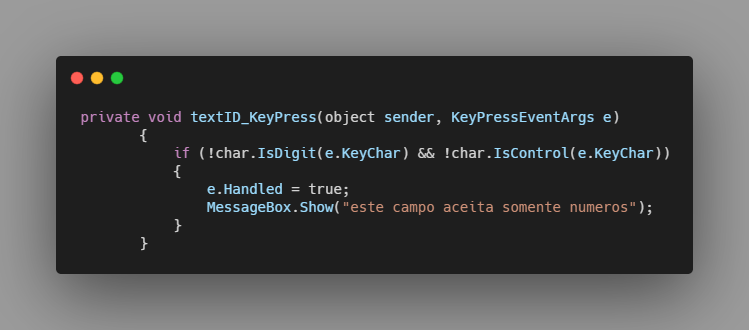 private void textID_KeyPress(object sender, KeyPressEventArgs e)
{
if (!char.IsDigit(e.KeyChar) && !char.IsControl(e.KeyChar))
{
e.Handled = true;
MessageBox.Show("este campo aceita somente numeros");
}
}